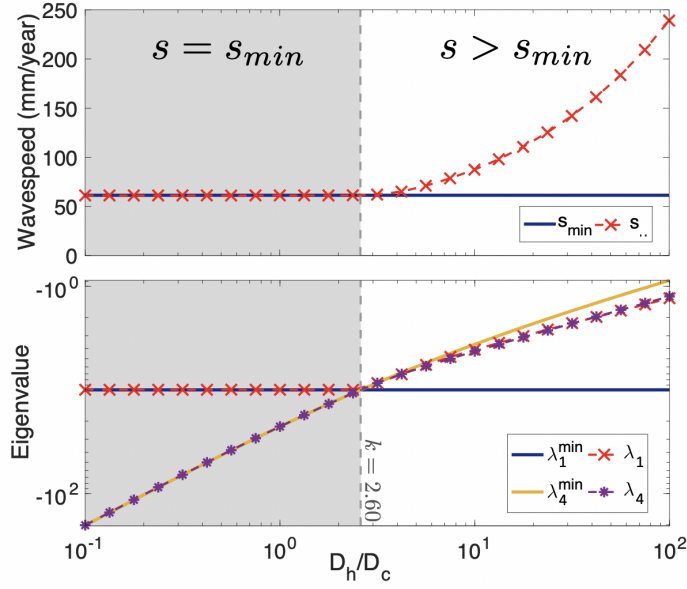 250
200
150
100
50
0
Wavespeed (mm/year)
s = s_min
s > s_min
s_min s_..
-10^0
-10^2
Eigenvalue
k = 2.60
λ_1^min λ_1
λ_4^min λ_4
10^-1 10^0 10^1 10^2
D_h/D_c